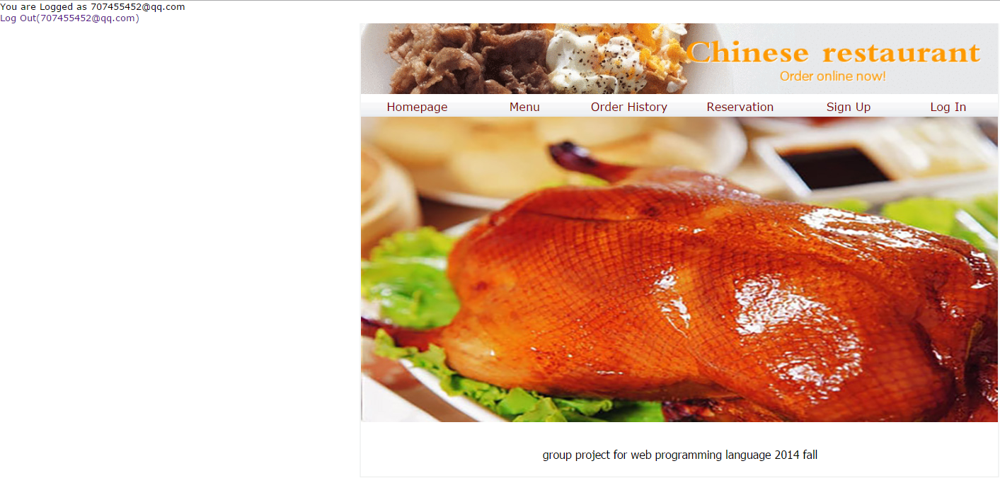 You are Logged as 707455452@qq.com
Log Out(707455452@qq.com)
Chinese restaurant
Order online now!
Homepage Menu Order History Reservation Sign Up Log In
group project for web programming language 2014 fall